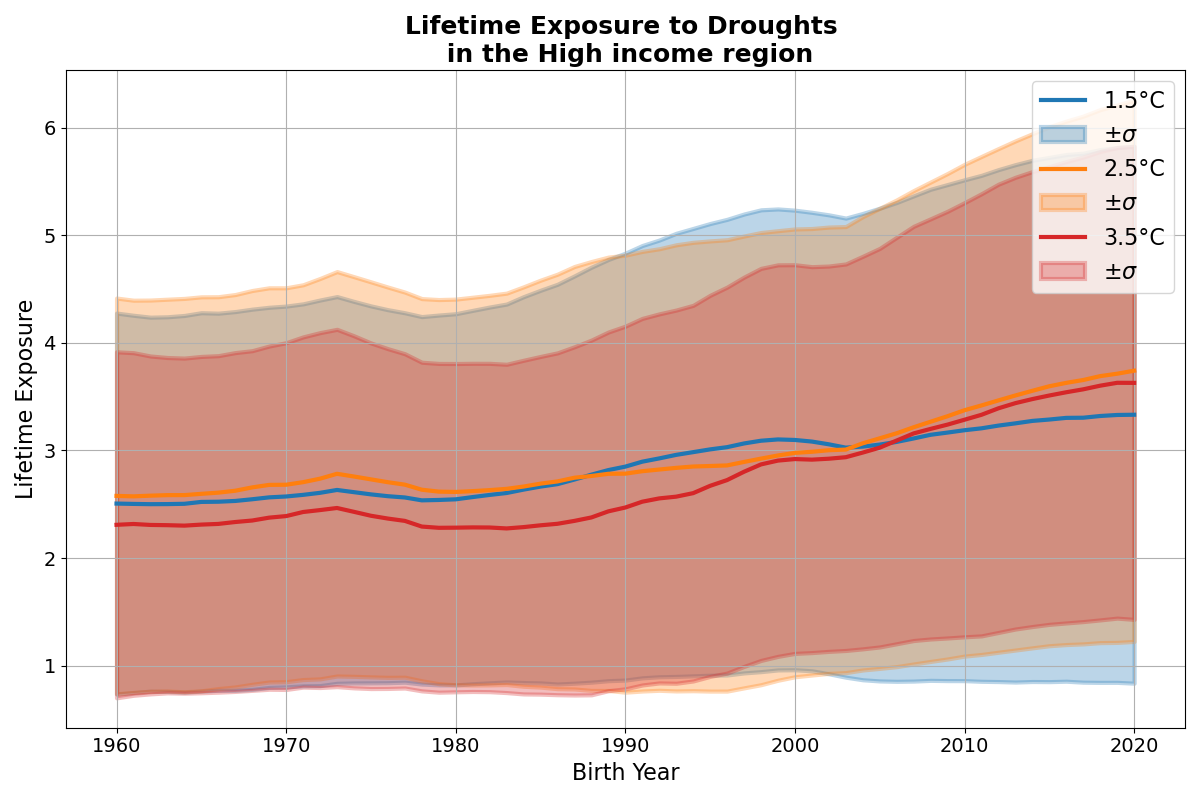 Lifetime Exposure to Droughts
in the High income region
1.5°C
±σ
2.5°C
±σ
3.5°C
±σ
Lifetime Exposure
6
5
4
3
2
1
1960 1970 1980 1990 2000 2010 2020
Birth Year